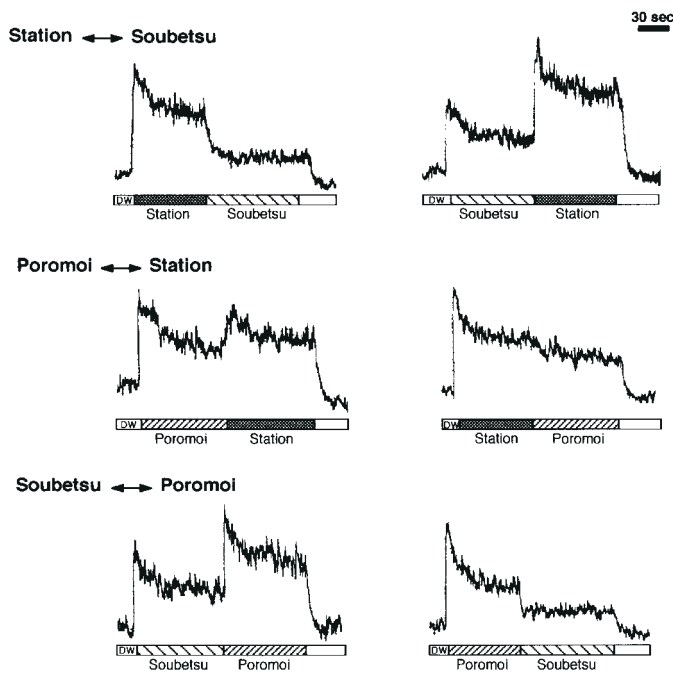 30 sec
Station ↔ Soubetsu
DW Station Soubetsu
DW Soubetsu Station
Poromoi ↔ Station
DW Poromoi Station
DW Station Poromoi
Soubetsu ↔ Poromoi
DW Soubetsu Poromoi
DW Poromoi Soubetsu